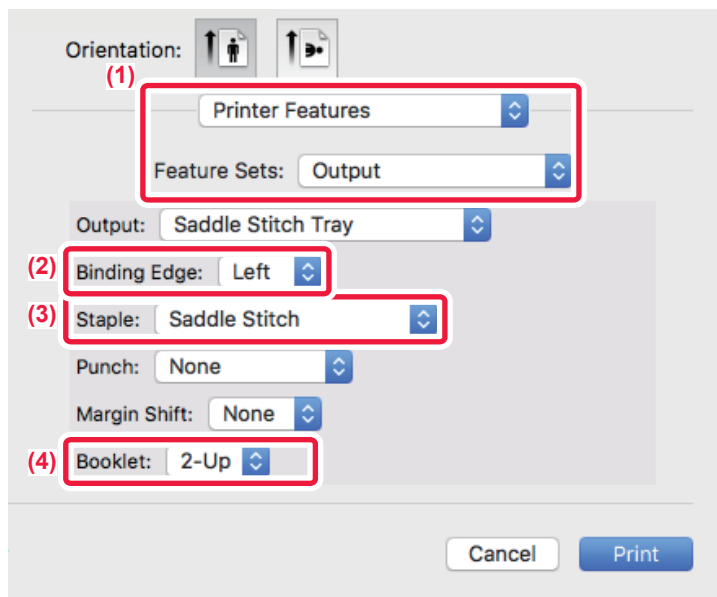 Orientation:
(1)
Printer Features
Feature Sets: Output
Output: Saddle Stitch Tray
(2) Binding Edge: Left
(3) Staple: Saddle Stitch
Punch: None
Margin Shift: None
(4) Booklet: 2-Up
Cancel Print